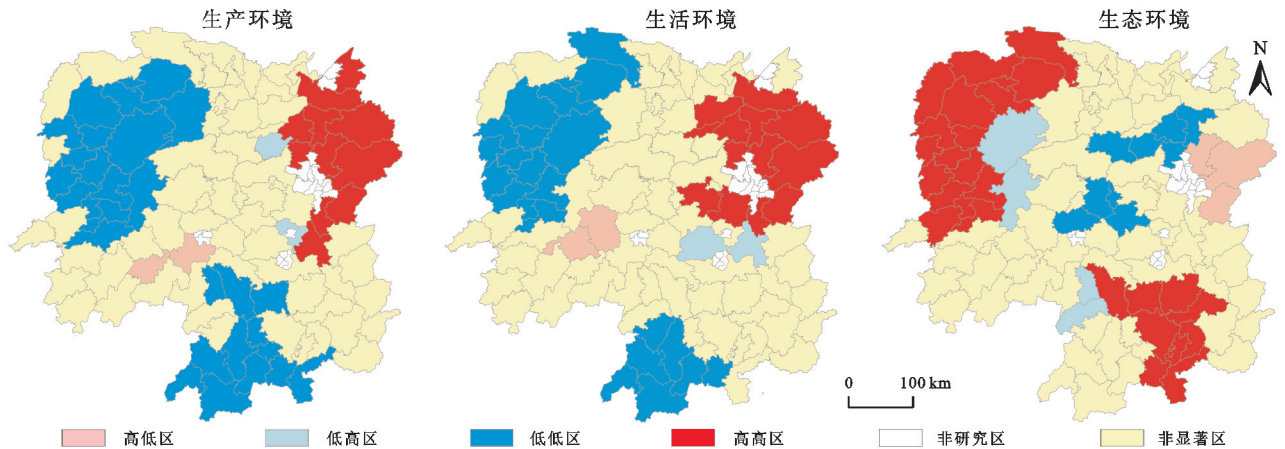 生产环境
生活环境
生态环境
N
0 100 km
高低区
低高区
低低区
高高区
非研究区
非显著区